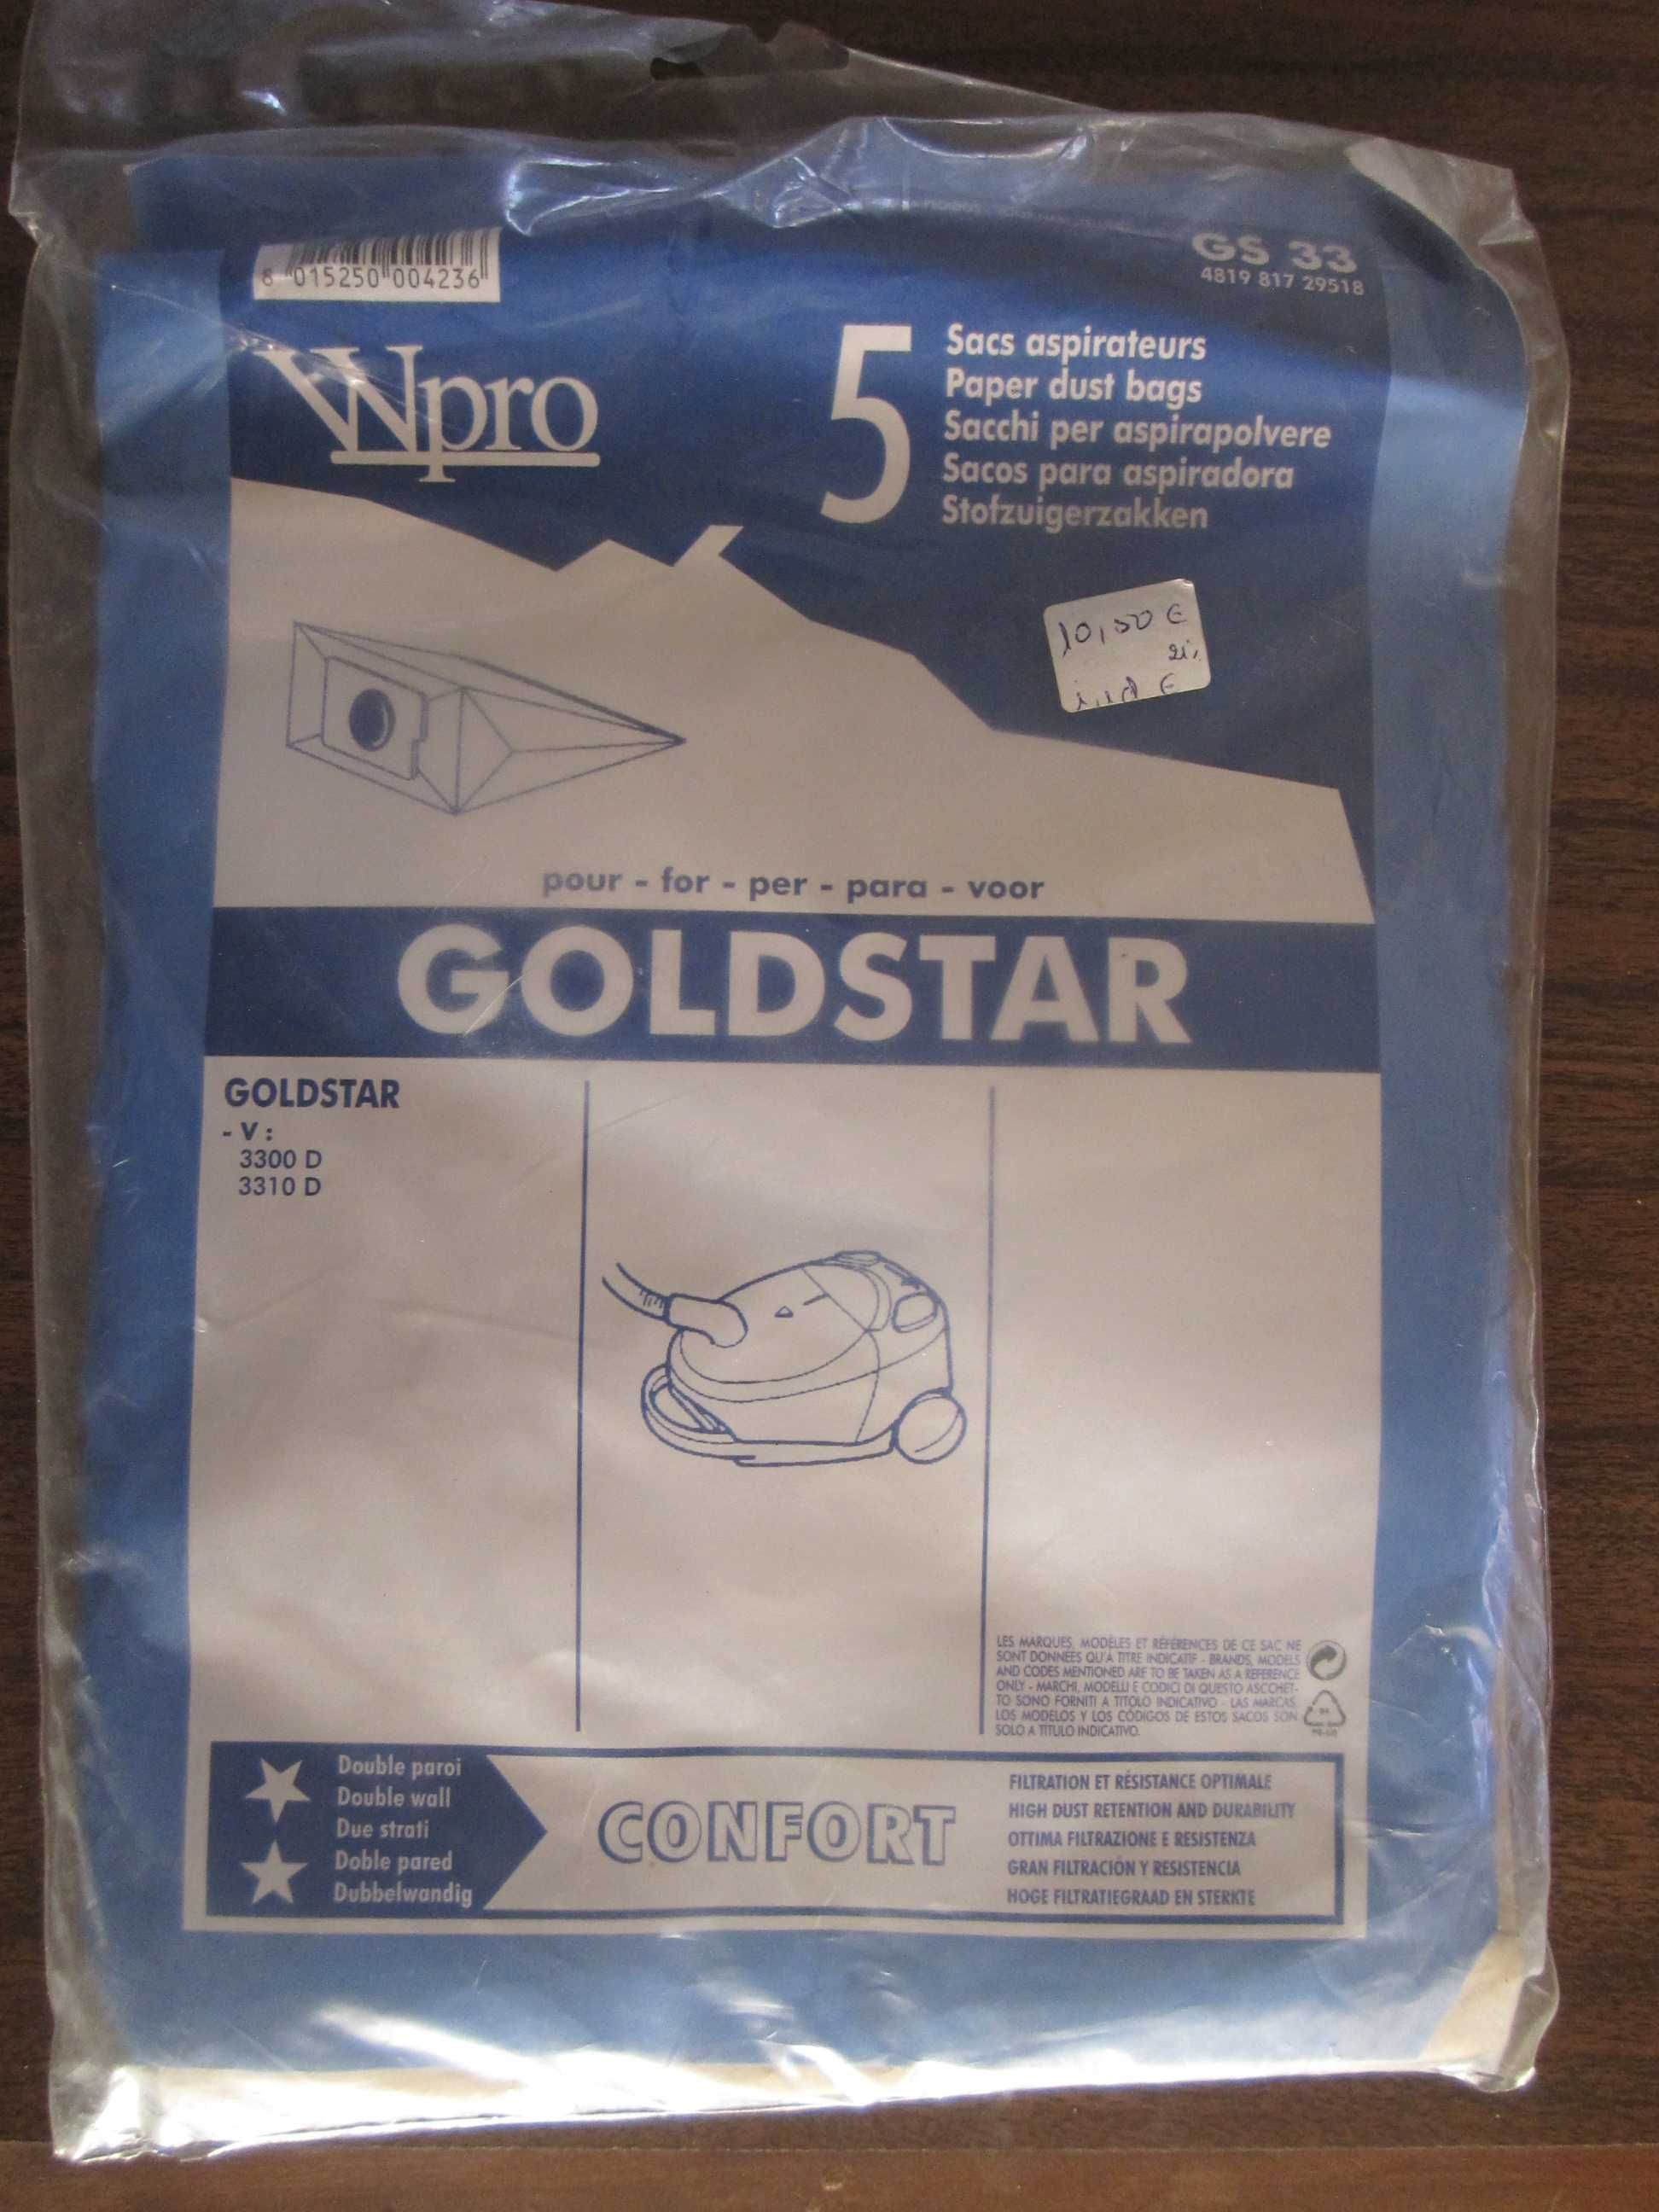 8 015250 004236
GS 33
4819 817 29518
Wpro
5
Sacs aspirateurs
Paper dust bags
Sacchi per aspirapolvere
Sacos para aspiradora
Stofzuigerzakken
10,50 €
pour - for - per - para - voor
GOLDSTAR
GOLDSTAR
- V :
3300 D
3310 D
LES MARQUES, MODÈLES ET RÉFÉRENCES DE CE SAC NE
SONT DONNÉES QU'À TITRE INDICATIF - BRANDS, MODELS
AND CODES MENTIONED ARE TO BE TAKEN AS A REFERENCE
ONLY - MARCHI, MODELLI E CODICI DI QUESTO SACCHET-
TO SONO FORNITI A TITOLO INDICATIVO - LAS MARCAS,
LOS MODELOS Y LOS CÓDIGOS DE ESTOS SACOS SON
SOLO A TITULO INDICATIVO.
Double paroi
Double wall
Due strati
Doble pared
Dubbelwandig
CONFORT
FILTRATION ET RÉSISTANCE OPTIMALE
HIGH DUST RETENTION AND DURABILITY
OTTIMA FILTRAZIONE E RESISTENZA
GRAN FILTRACIÓN Y RESISTENCIA
HOGE FILTRATIEGRAAD EN STERKTE